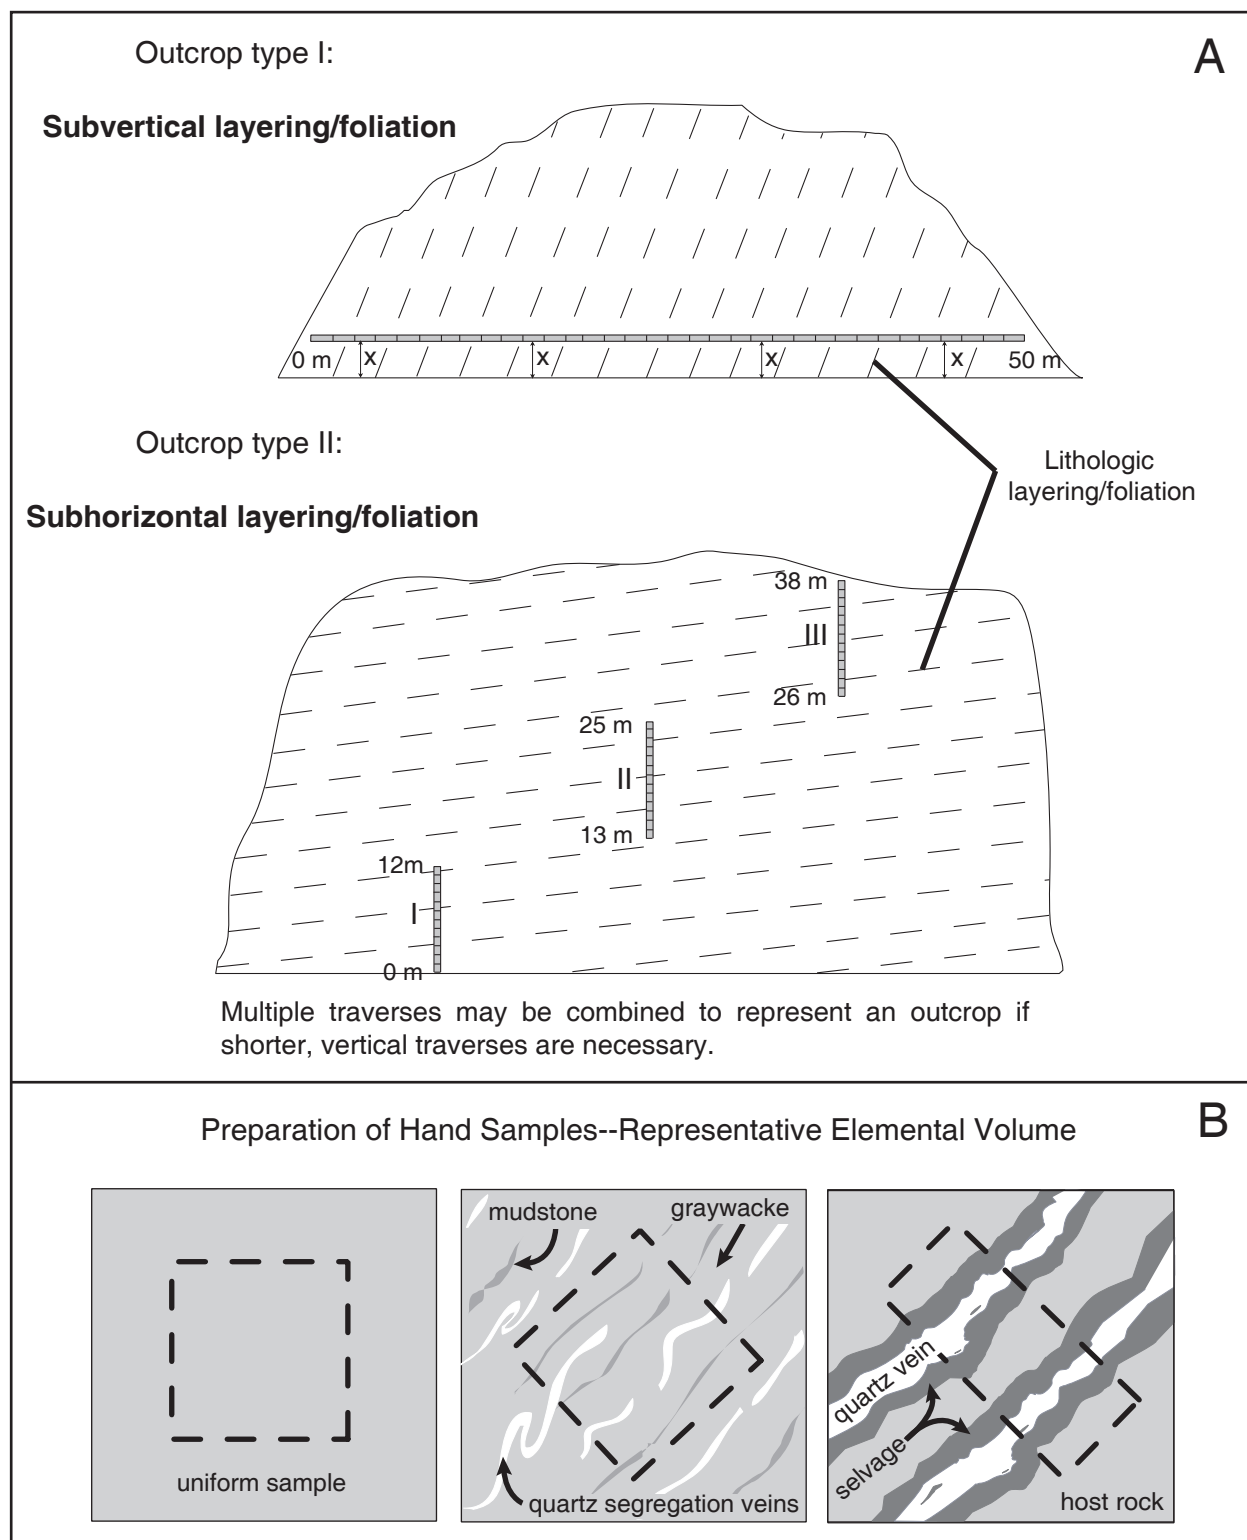 Outcrop type I:
A
Subvertical layering/foliation
0 m
x
x
x
x
50 m
Outcrop type II:
Lithologic
layering/foliation
Subhorizontal layering/foliation
38 m
III
26 m
25 m
II
13 m
12m
I
0 m
Multiple traverses may be combined to represent an outcrop if
shorter, vertical traverses are necessary.
B
Preparation of Hand Samples--Representative Elemental Volume
uniform sample
mudstone
graywacke
quartz segregation veins
quartz vein
selvage
host rock